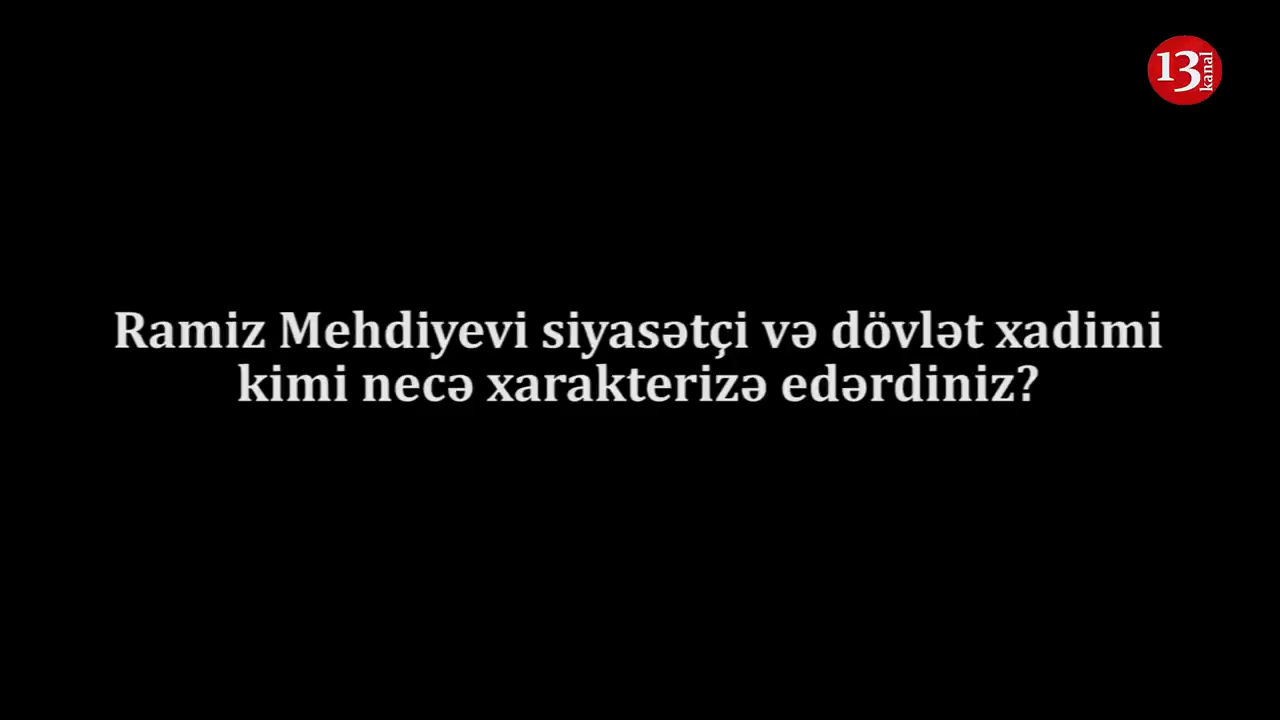 13
kanal
Ramiz Mehdiyevi siyasətçi və dövlət xadimi
kimi necə xarakterizə edərdiniz?